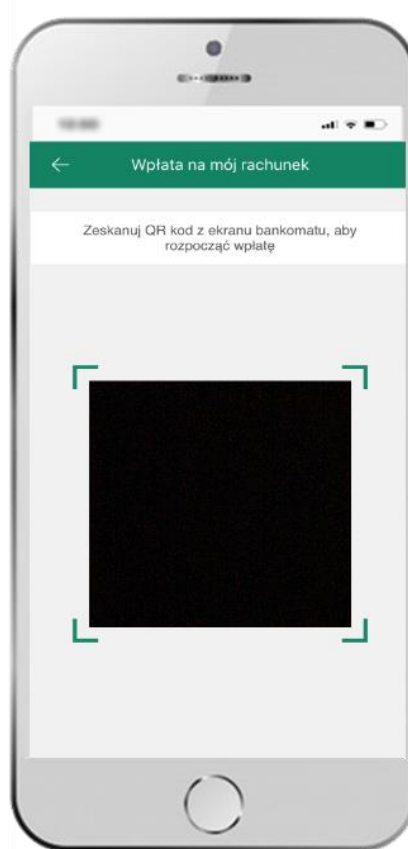 Wpłata na mój rachunek
Zeskanuj QR kod z ekranu bankomatu, aby
rozpocząć wpłatę